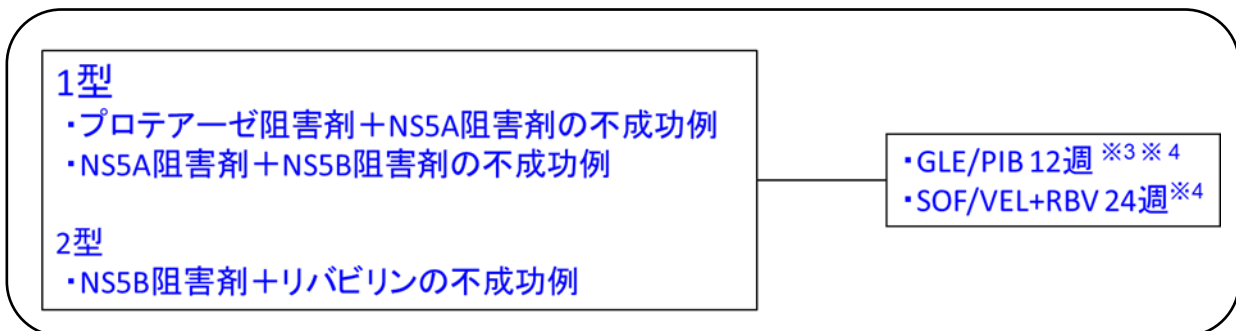 1型
・プロテアーゼ阻害剤＋NS5A阻害剤の不成功例
・NS5A阻害剤＋NS5B阻害剤の不成功例
2型
・NS5B阻害剤＋リバビリンの不成功例
・GLE/PIB 12週 ※3 ※ 4
・SOF/VEL+RBV 24週※4